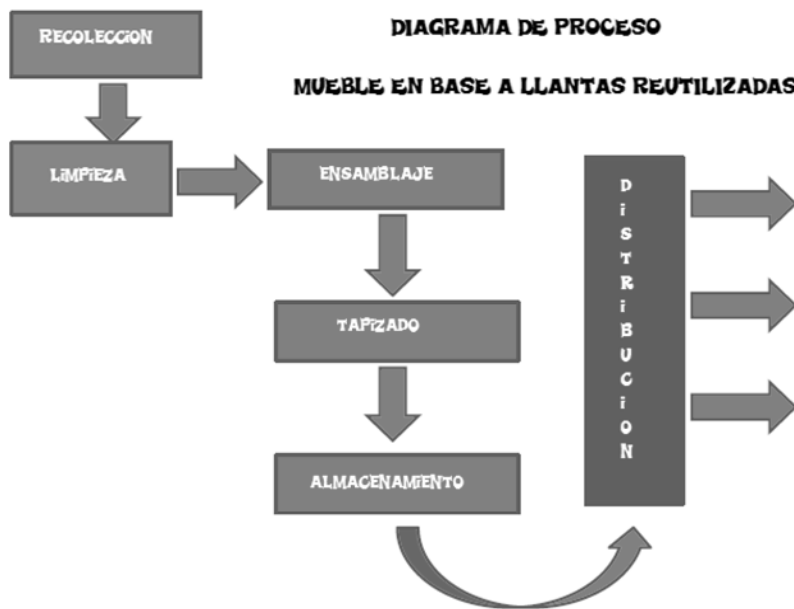 RECOLECCION
DIAGRAMA DE PROCESO
MUEBLE EN BASE A LLANTAS REUTILIZADAS
LiMPiEZA
ENSAMBLAJE
TAPiZADO
ALMACENAMiENTO
DiSTRiBUCiON